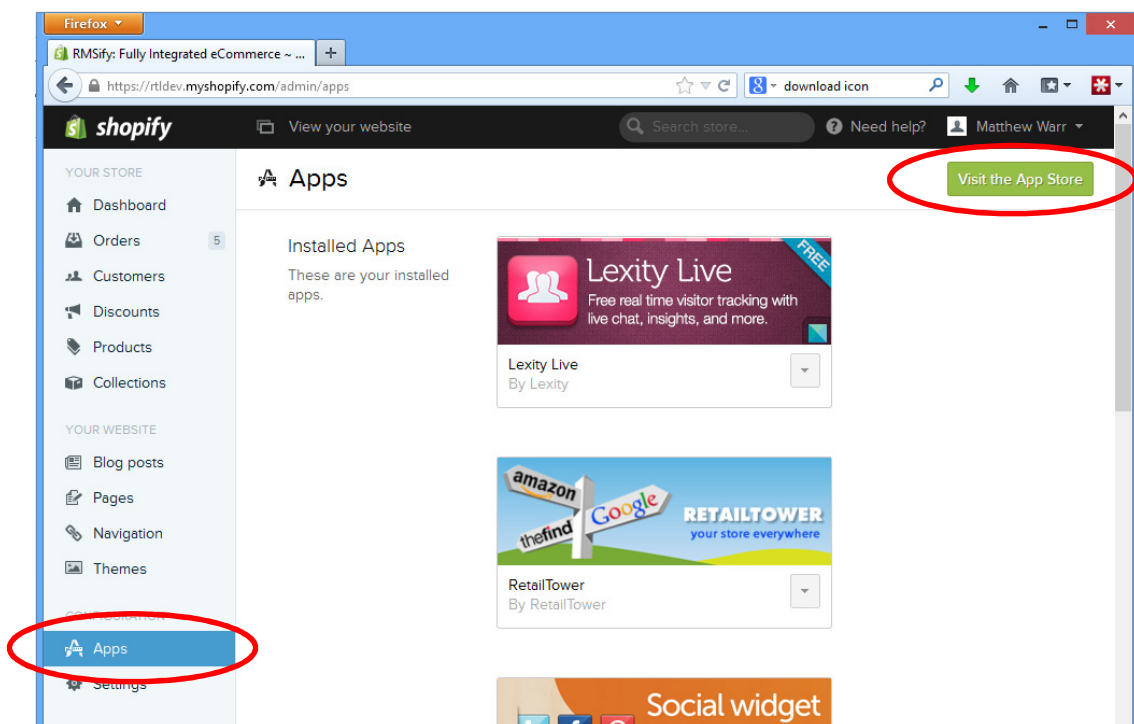 Firefox
RMSify: Fully Integrated eCommerce ~ ...
https://rtldev.myshopify.com/admin/apps
download icon
shopify
View your website
Search store...
Need help?
Matthew Warr
YOUR STORE
Dashboard
Orders
5
Customers
Discounts
Products
Collections
YOUR WEBSITE
Blog posts
Pages
Navigation
Themes
CONFIGURATION
Apps
Settings
Apps
Visit the App Store
Installed Apps
These are your installed
apps.
FREE
Lexity Live
Free real time visitor tracking with
live chat, insights, and more.
Lexity Live
By Lexity
amazon
Google
thefind
RETAILTOWER
your store everywhere
RetailTower
By RetailTower
Social widget